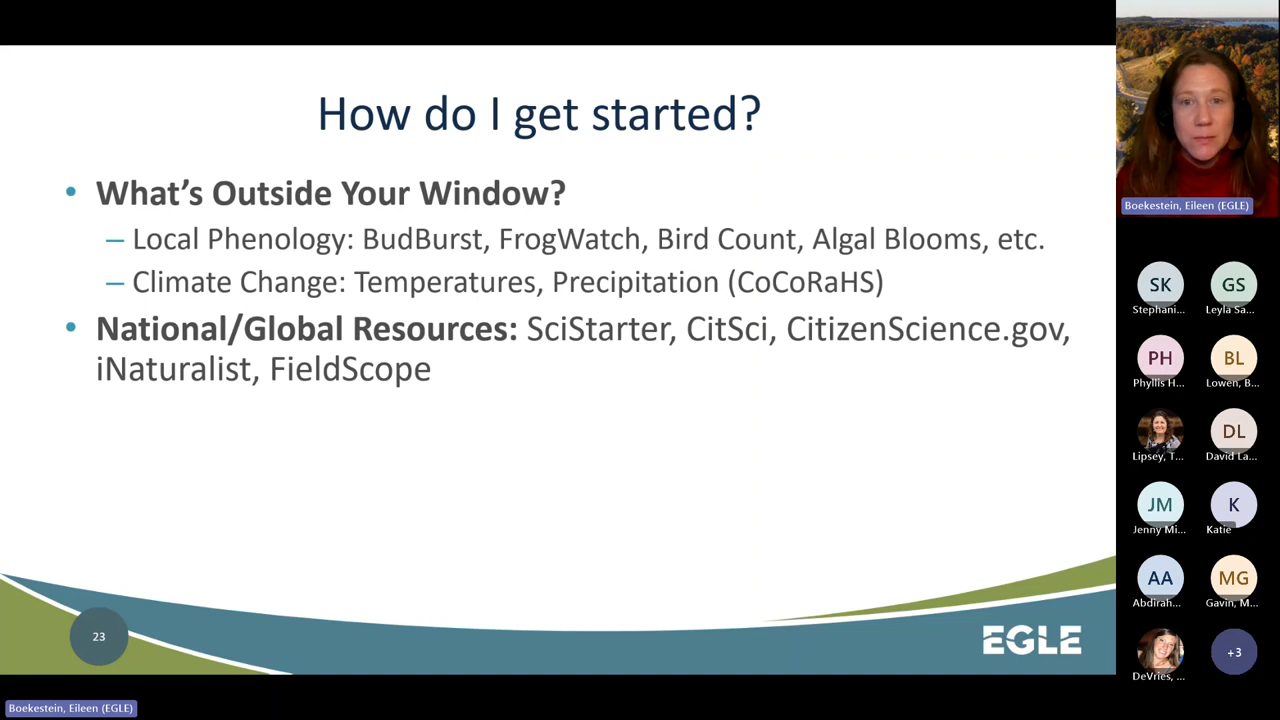 How do I get started?
• What's Outside Your Window?
– Local Phenology: BudBurst, FrogWatch, Bird Count, Algal Blooms, etc.
– Climate Change: Temperatures, Precipitation (CoCoRaHS)
• National/Global Resources: SciStarter, CitSci, CitizenScience.gov,
iNaturalist, FieldScope
23
EGLE
Boekestein, Eileen (EGLE)
SK
Stephani...
GS
Leyla Sa...
PH
Phyllis H...
BL
Lowen, B...
Lipsey, T...
DL
David La...
JM
Jenny Mi...
K
Katie
AA
Abdirah...
MG
Gavin, M...
DeVries, ...
+3
Boekestein, Eileen (EGLE)